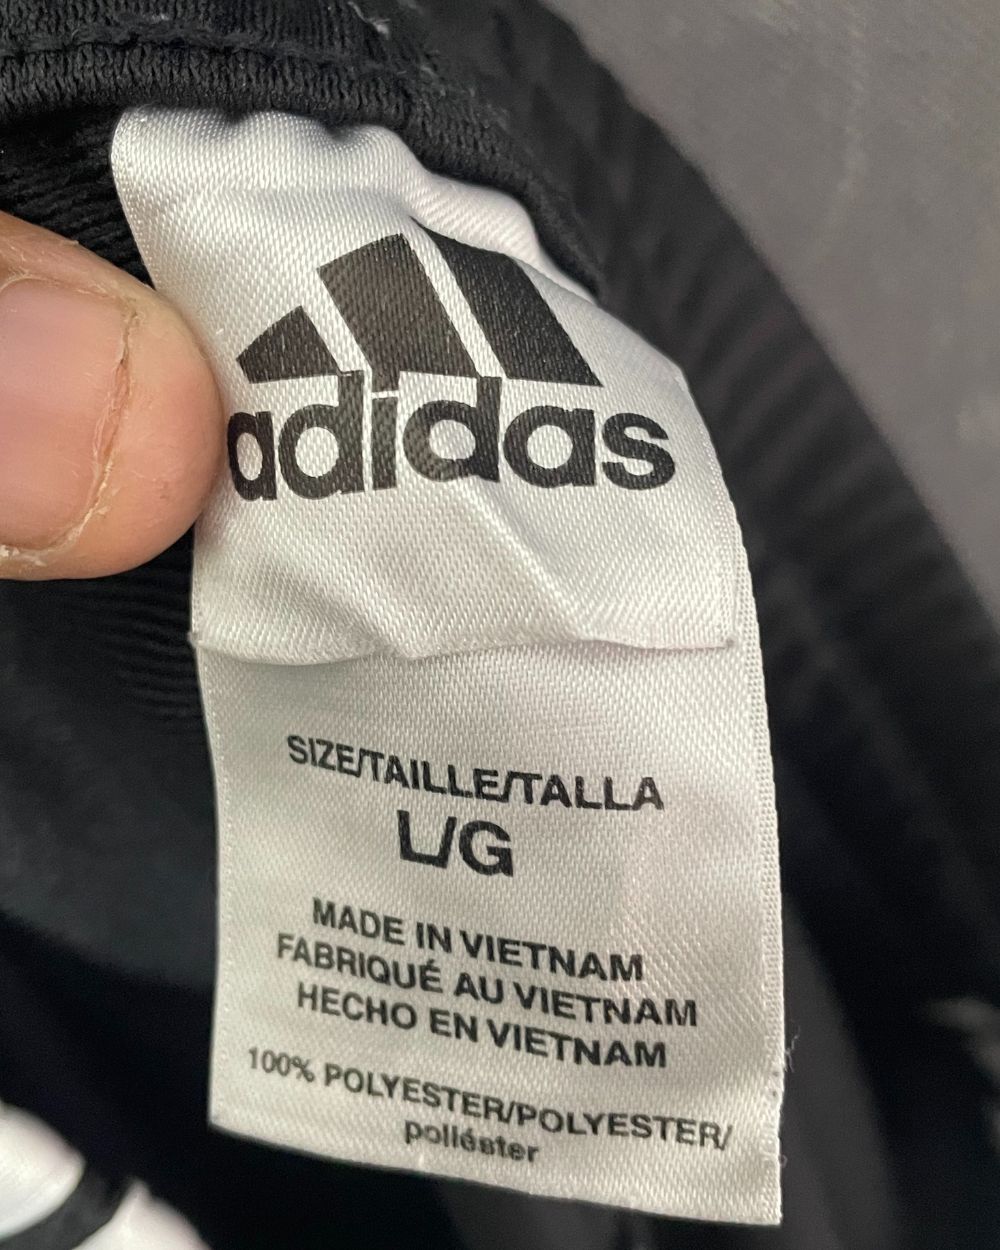 adidas
SIZE/TAILLE/TALLA
L/G
MADE IN VIETNAM
FABRIQUÉ AU VIETNAM
HECHO EN VIETNAM
100% POLYESTER/POLYESTER/
poliéster